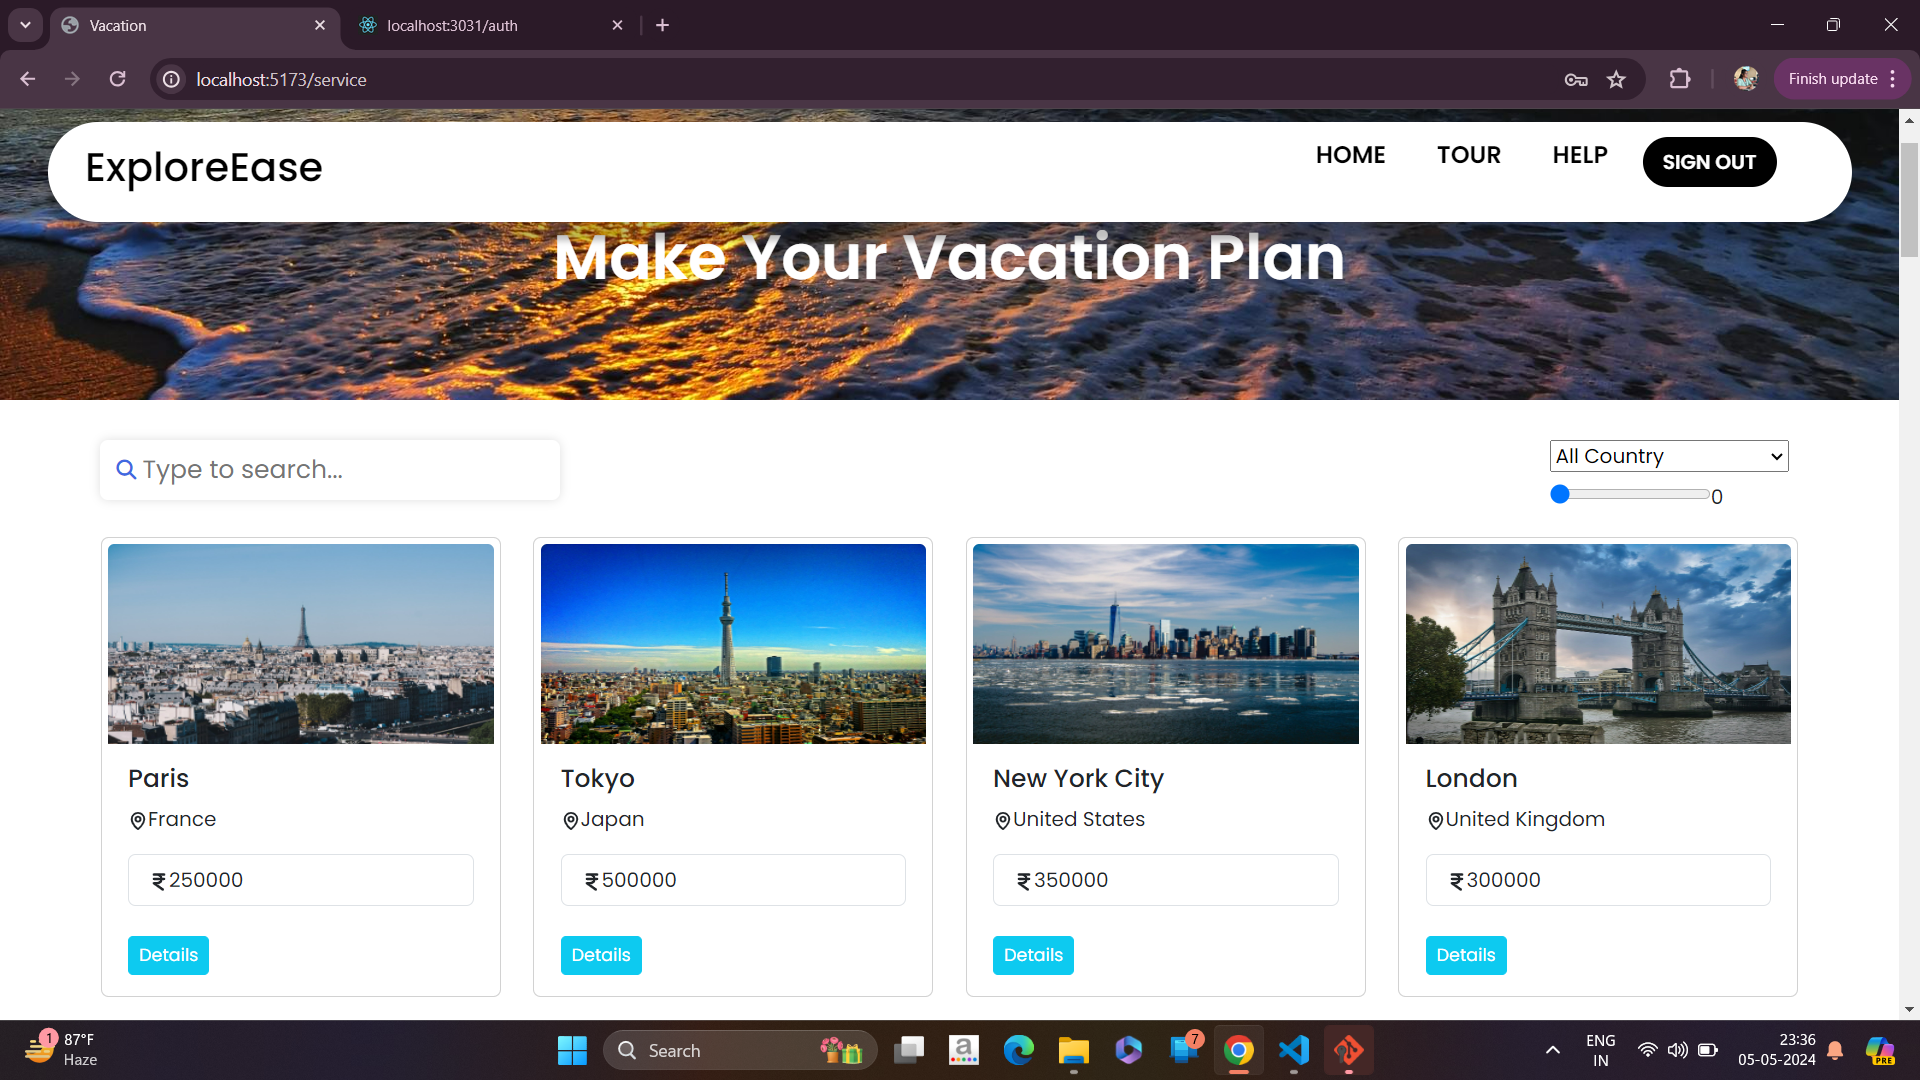 Vacation
localhost:3031/auth
localhost:5173/service
Finish update
ExploreEase
HOME TOUR HELP SIGN OUT
Make Your Vacation Plan
Type to search...
All Country
0
Paris
France
₹250000
Details
Tokyo
Japan
₹500000
Details
New York City
United States
₹350000
Details
London
United Kingdom
₹300000
Details
1
87°F
Haze
Search
a
7
ENG
IN
23:36
05-05-2024
PRE